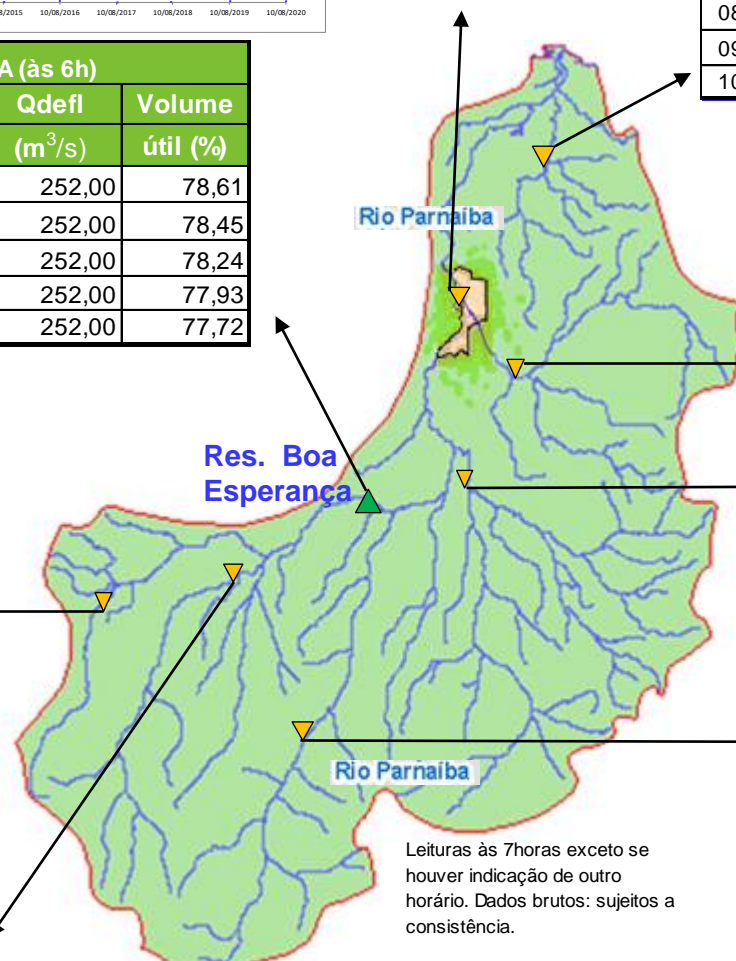 8/2015 10/08/2016 10/08/2017 10/08/2018 10/08/2019 10/08/2020
08
09
10
A (às 6h)
Qdefl Volume
(m³/s) útil (%)
252,00 78,61
252,00 78,45
252,00 78,24
252,00 77,93
252,00 77,72
Rio Parnaíba
Res. Boa
Esperança
Rio Parnaíba
Leituras às 7horas exceto se
houver indicação de outro
horário. Dados brutos: sujeitos a
consistência.